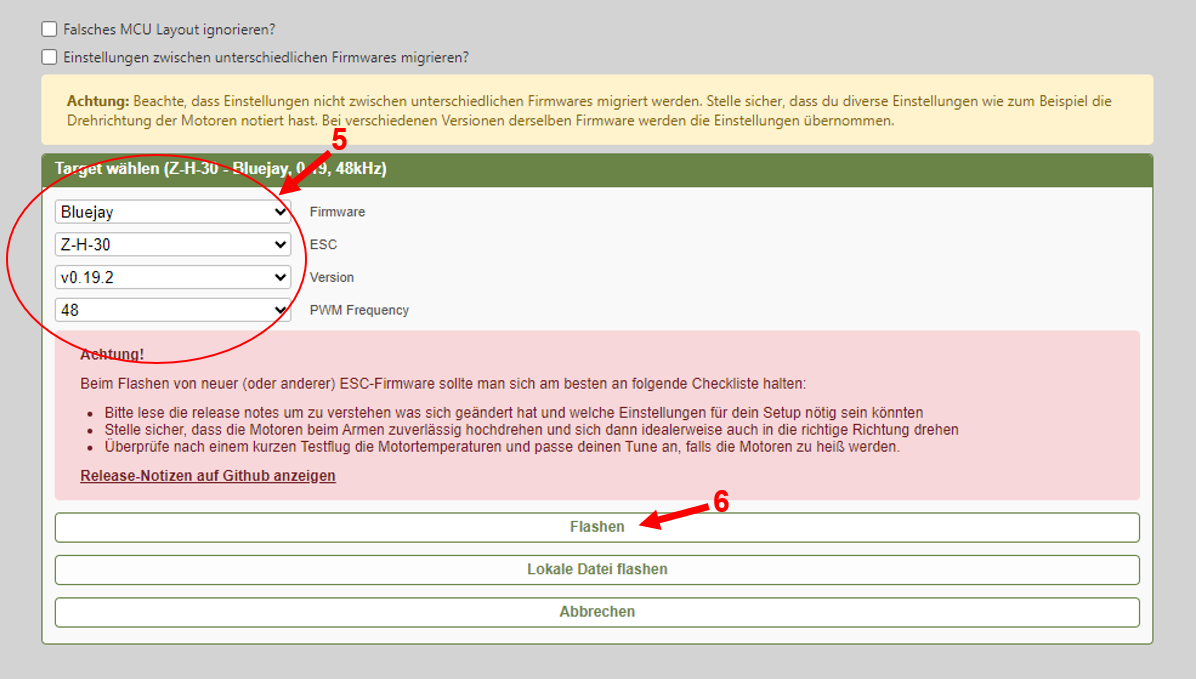 Falsches MCU Layout ignorieren?
Einstellungen zwischen unterschiedlichen Firmwares migrieren?
Achtung: Beachte, dass Einstellungen nicht zwischen unterschiedlichen Firmwares migriert werden. Stelle sicher, dass du diverse Einstellungen wie zum Beispiel die
Drehrichtung der Motoren notiert hast. Bei verschiedenen Versionen derselben Firmware werden die Einstellungen übernommen.
5
Target wählen (Z-H-30 - Bluejay, 0.19, 48kHz)
Bluejay Firmware
Z-H-30 ESC
v0.19.2 Version
48 PWM Frequency
Achtung!
Beim Flashen von neuer (oder anderer) ESC-Firmware sollte man sich am besten an folgende Checkliste halten:
• Bitte lese die release notes um zu verstehen was sich geändert hat und welche Einstellungen für dein Setup nötig sein könnten
• Stelle sicher, dass die Motoren beim Armen zuverlässig hochdrehen und sich dann idealerweise auch in die richtige Richtung drehen
• Überprüfe nach einem kurzen Testflug die Motortemperaturen und passe deinen Tune an, falls die Motoren zu heiß werden.
Release-Notizen auf Github anzeigen
6
Flashen
Lokale Datei flashen
Abbrechen